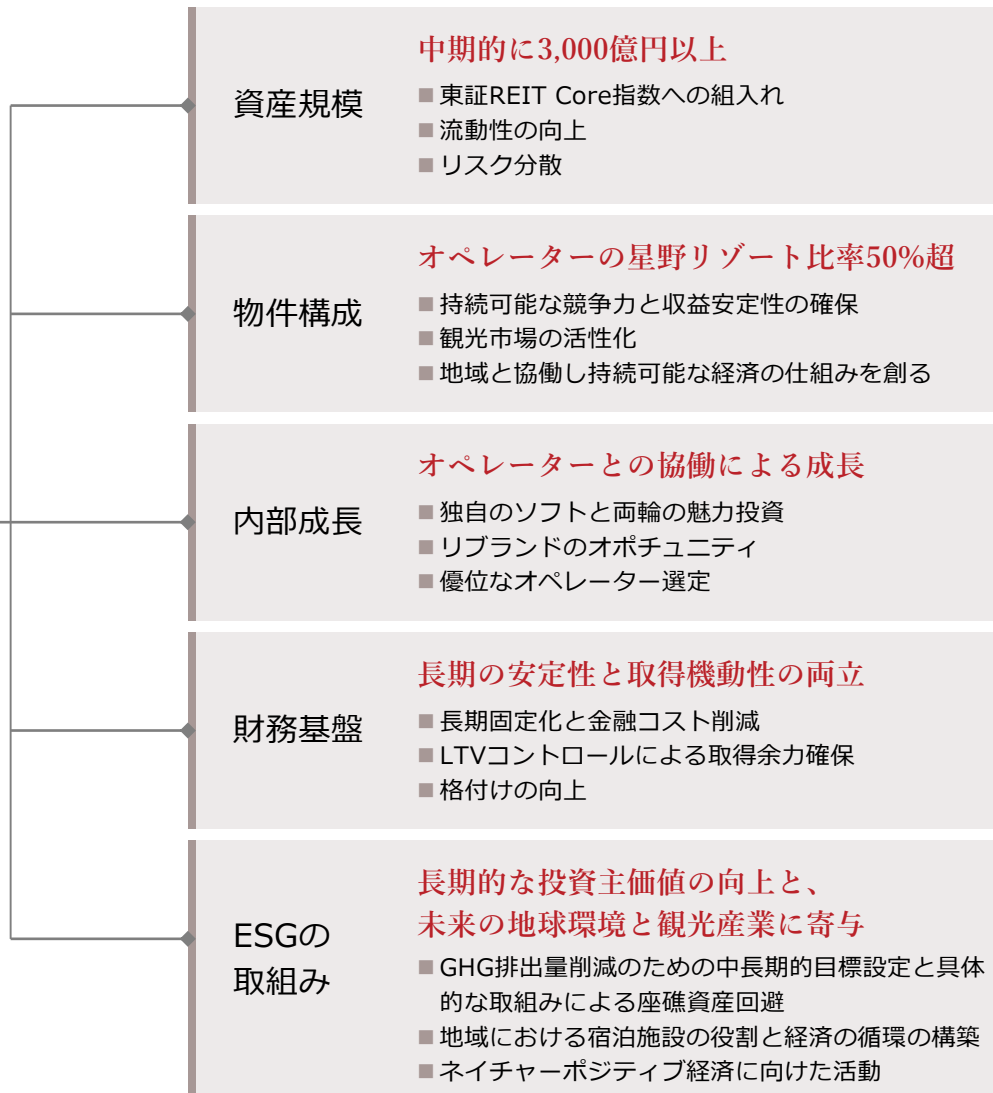 資産規模
中期的に3,000億円以上
■東証REIT Core指数への組入れ
■流動性の向上
■リスク分散
物件構成
オペレーターの星野リゾート比率50%超
■持続可能な競争力と収益安定性の確保
■観光市場の活性化
■地域と協働し持続可能な経済の仕組みを創る
内部成長
オペレーターとの協働による成長
■独自のソフトと両輪の魅力投資
■リブランドのオポチュニティ
■優位なオペレーター選定
財務基盤
長期の安定性と取得機動性の両立
■長期固定化と金融コスト削減
■LTVコントロールによる取得余力確保
■格付けの向上
ESGの
取組み
長期的な投資主価値の向上と、
未来の地球環境と観光産業に寄与
■GHG排出量削減のための中長期的目標設定と具体
的な取組みによる座礁資産回避
■地域における宿泊施設の役割と経済の循環の構築
■ネイチャーポジティブ経済に向けた活動